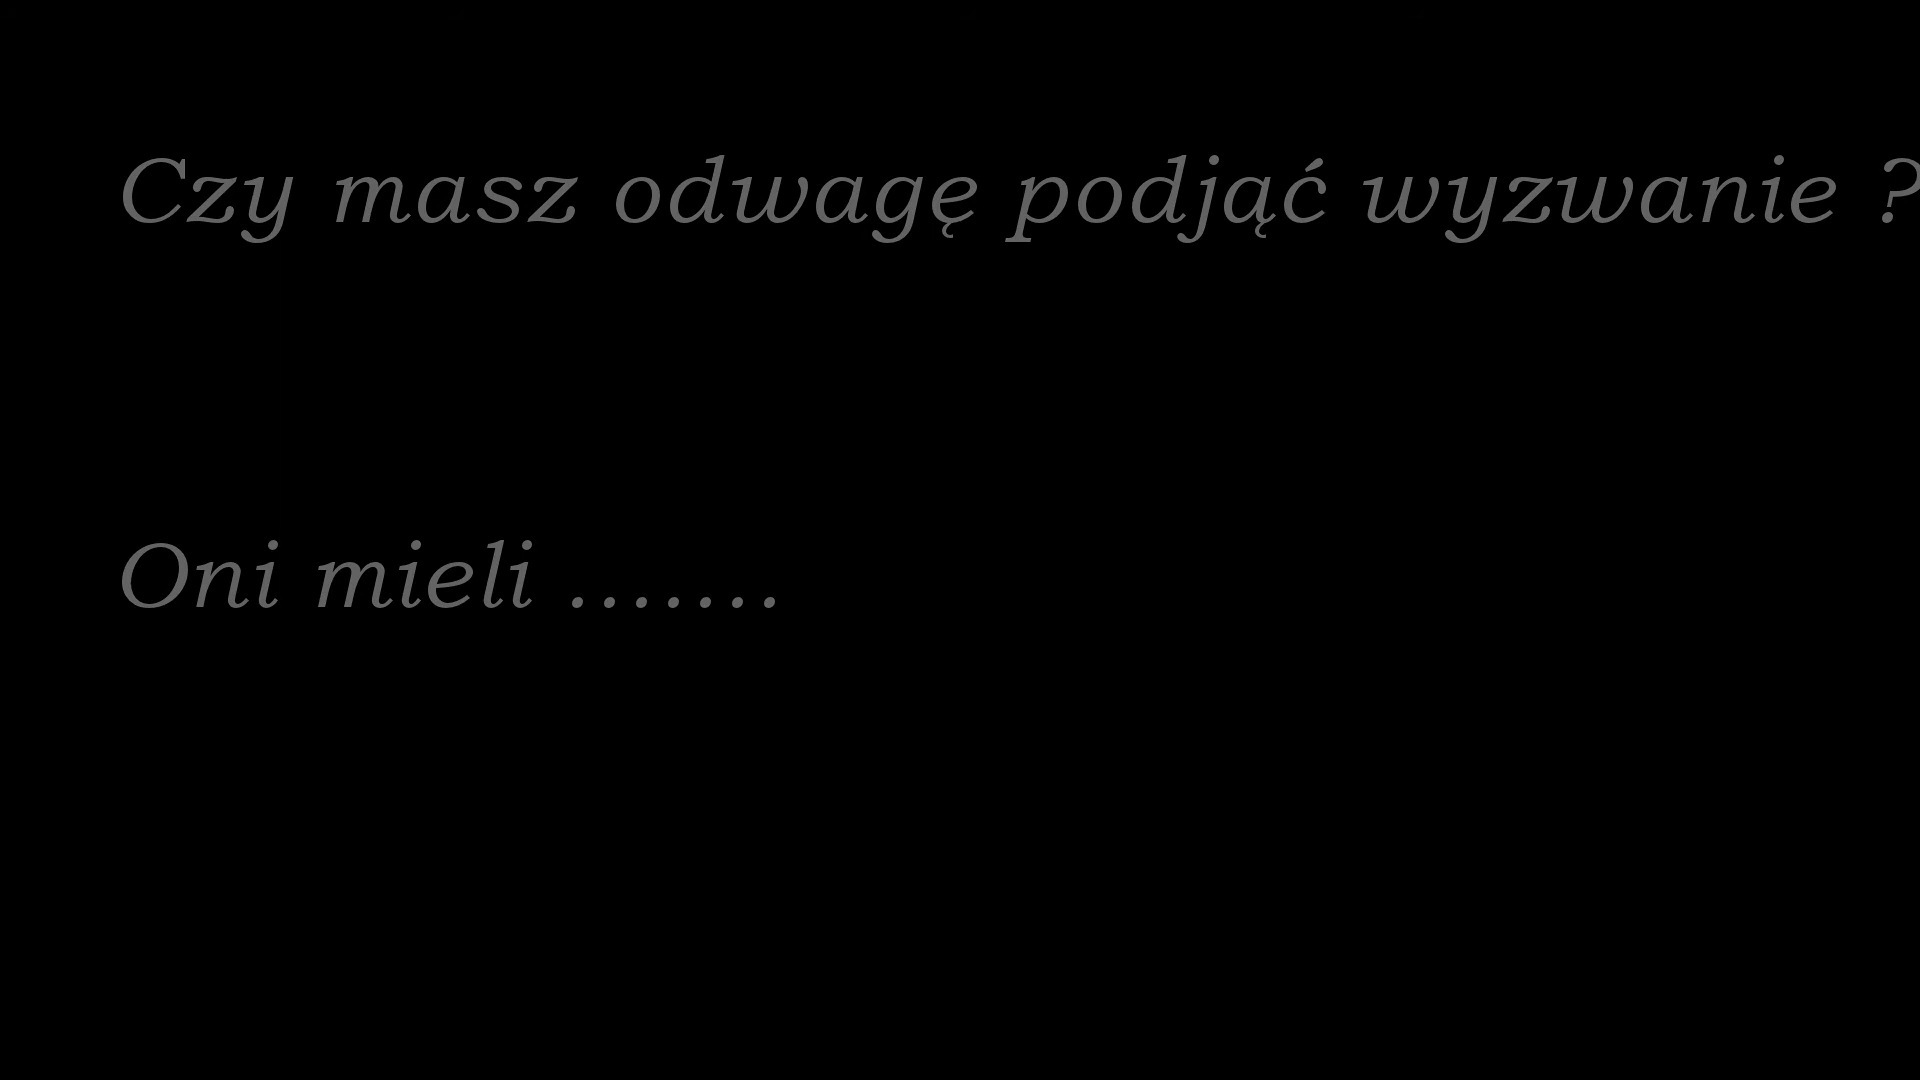 Czy masz odwagę podjąć wyzwanie ?
Oni mieli .......